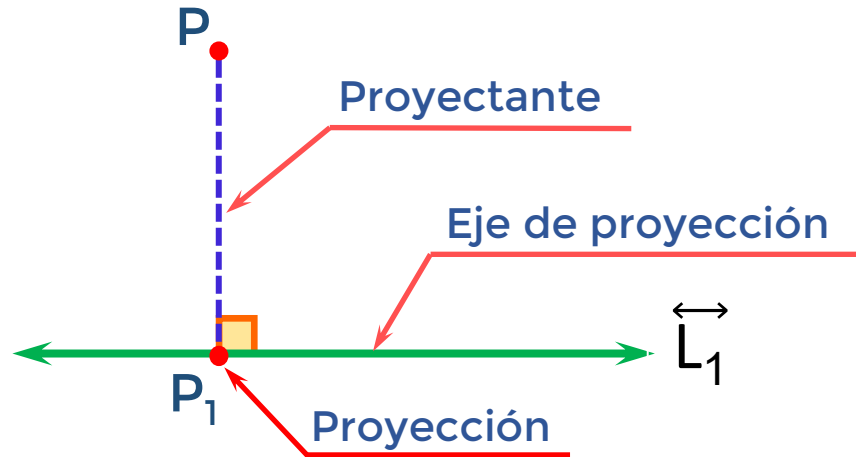 P
Proyectante
Eje de proyección
L₁
P₁
Proyección